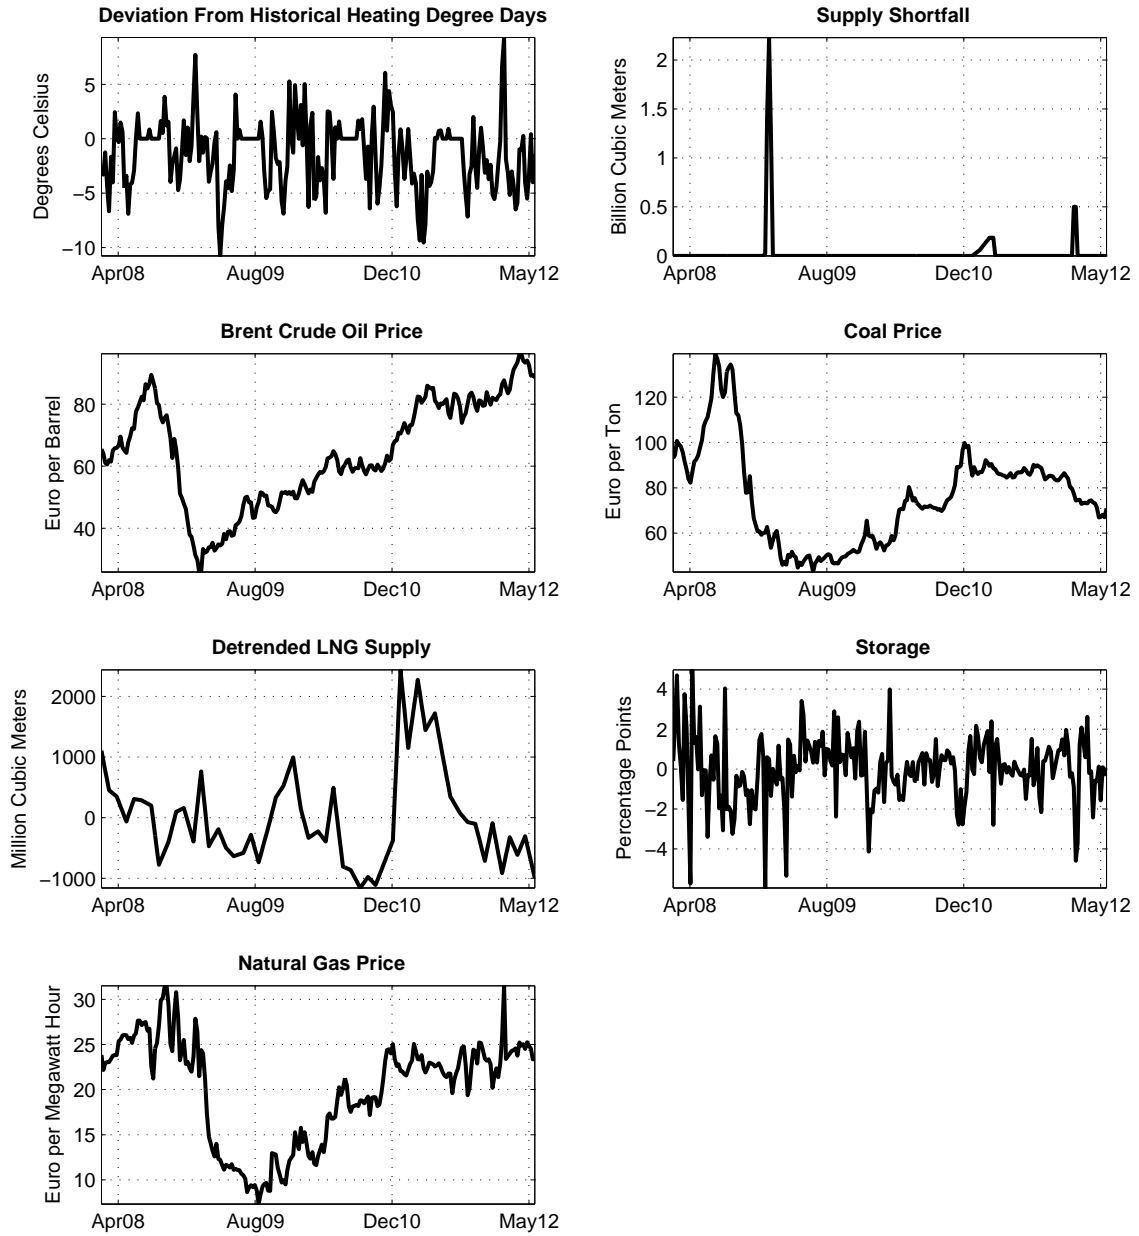 Deviation From Historical Heating Degree Days
Degrees Celsius
5
0
−5
−10
Apr08 Aug09 Dec10 May12
Supply Shortfall
Billion Cubic Meters
2
1.5
1
0.5
0
Apr08 Aug09 Dec10 May12
Brent Crude Oil Price
Euro per Barrel
80
60
40
Apr08 Aug09 Dec10 May12
Coal Price
Euro per Ton
120
100
80
60
Apr08 Aug09 Dec10 May12
Detrended LNG Supply
Million Cubic Meters
2000
1000
0
−1000
Apr08 Aug09 Dec10 May12
Storage
Percentage Points
4
2
0
−2
−4
Apr08 Aug09 Dec10 May12
Natural Gas Price
Euro per Megawatt Hour
30
25
20
15
10
Apr08 Aug09 Dec10 May12